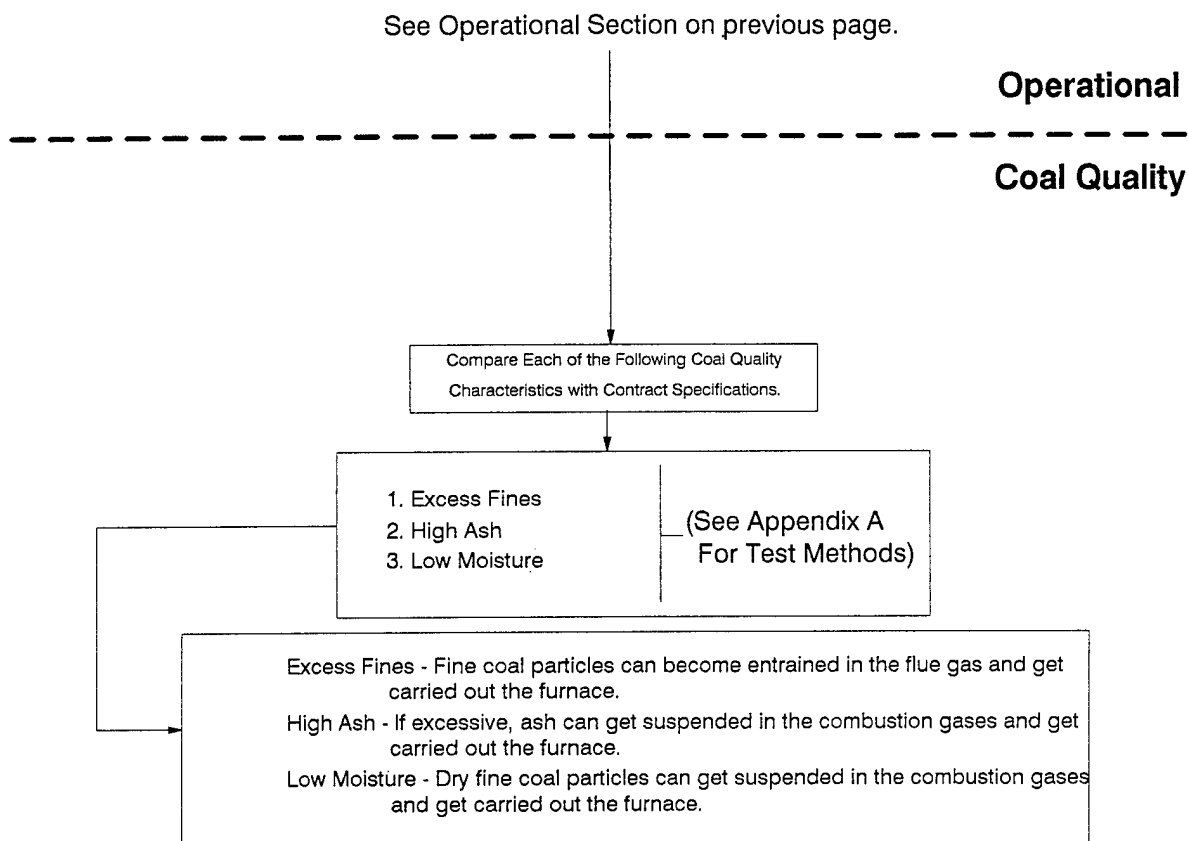 See Operational Section on previous page.
Operational
Coal Quality
Compare Each of the Following Coal Quality
Characteristics with Contract Specifications.
1. Excess Fines
2. High Ash
3. Low Moisture
(See Appendix A
For Test Methods)
Excess Fines - Fine coal particles can become entrained in the flue gas and get
carried out the furnace.
High Ash - If excessive, ash can get suspended in the combustion gases and get
carried out the furnace.
Low Moisture - Dry fine coal particles can get suspended in the combustion gases
and get carried out the furnace.